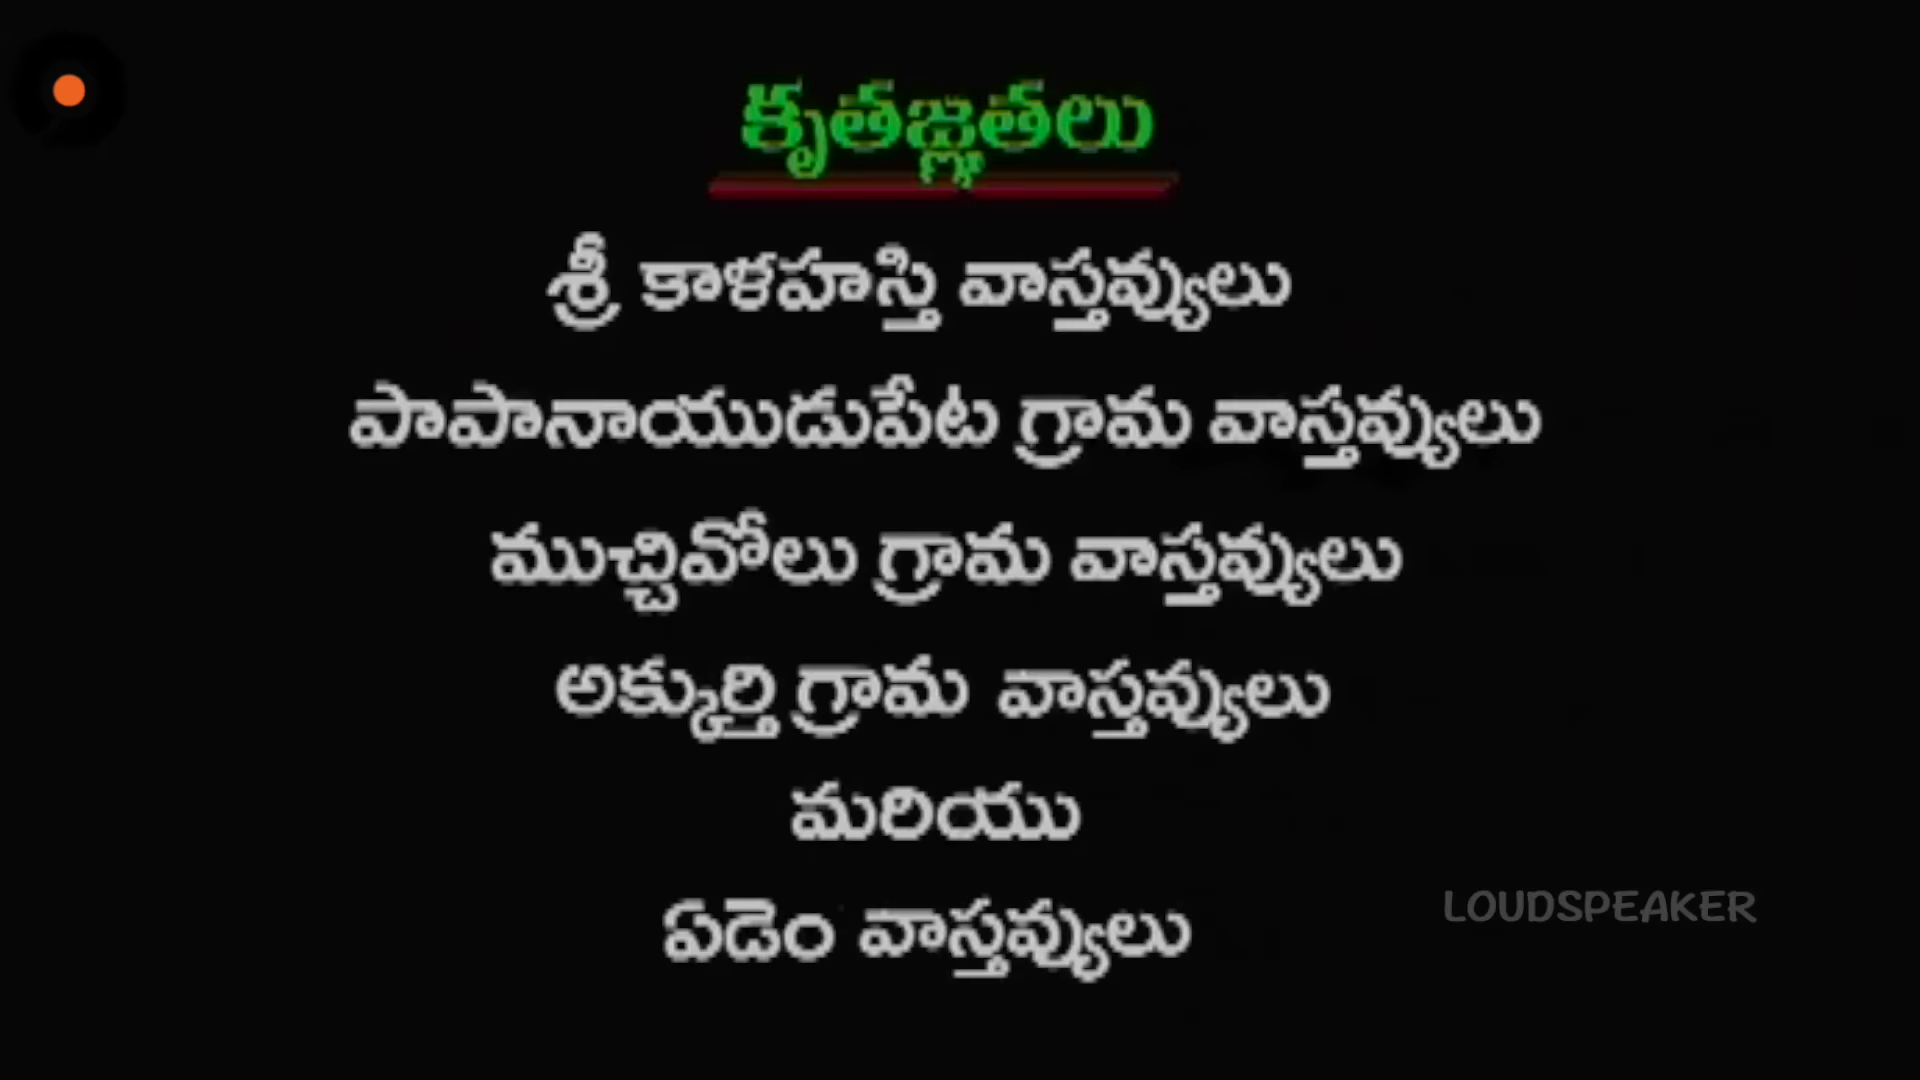 కృతజ్ఞతలు
శ్రీ కాళహస్తి వాస్తవ్యులు
పాపానాయుడుపేట గ్రామ వాస్తవ్యులు
ముచ్చివోలు గ్రామ వాస్తవ్యులు
అక్కుర్తి గ్రామ వాస్తవ్యులు
మరియు
ఏడెం వాస్తవ్యులు
LOUDSPEAKER